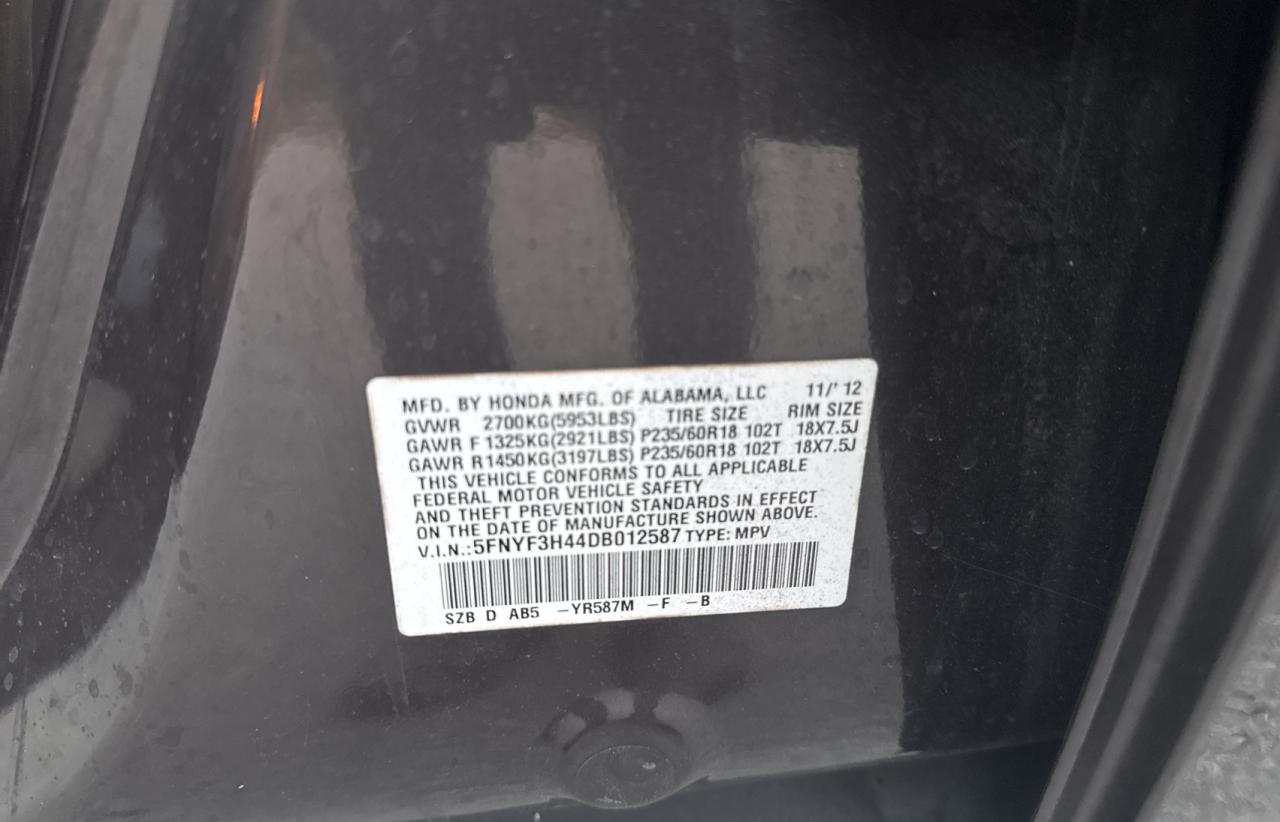 MFD. BY HONDA MFG. OF ALABAMA, LLC 11/'12
GVWR 2700KG(5953LBS) TIRE SIZE RIM SIZE
GAWR F 1325KG(2921LBS) P235/60R18 102T 18X7.5J
GAWR R1450KG(3197LBS) P235/60R18 102T 18X7.5J
THIS VEHICLE CONFORMS TO ALL APPLICABLE
FEDERAL MOTOR VEHICLE SAFETY
AND THEFT PREVENTION STANDARDS IN EFFECT
ON THE DATE OF MANUFACTURE SHOWN ABOVE.
V.I.N.:5FNYF3H44DB012587 TYPE: MPV
SZB D AB5 -YR587M -F -B